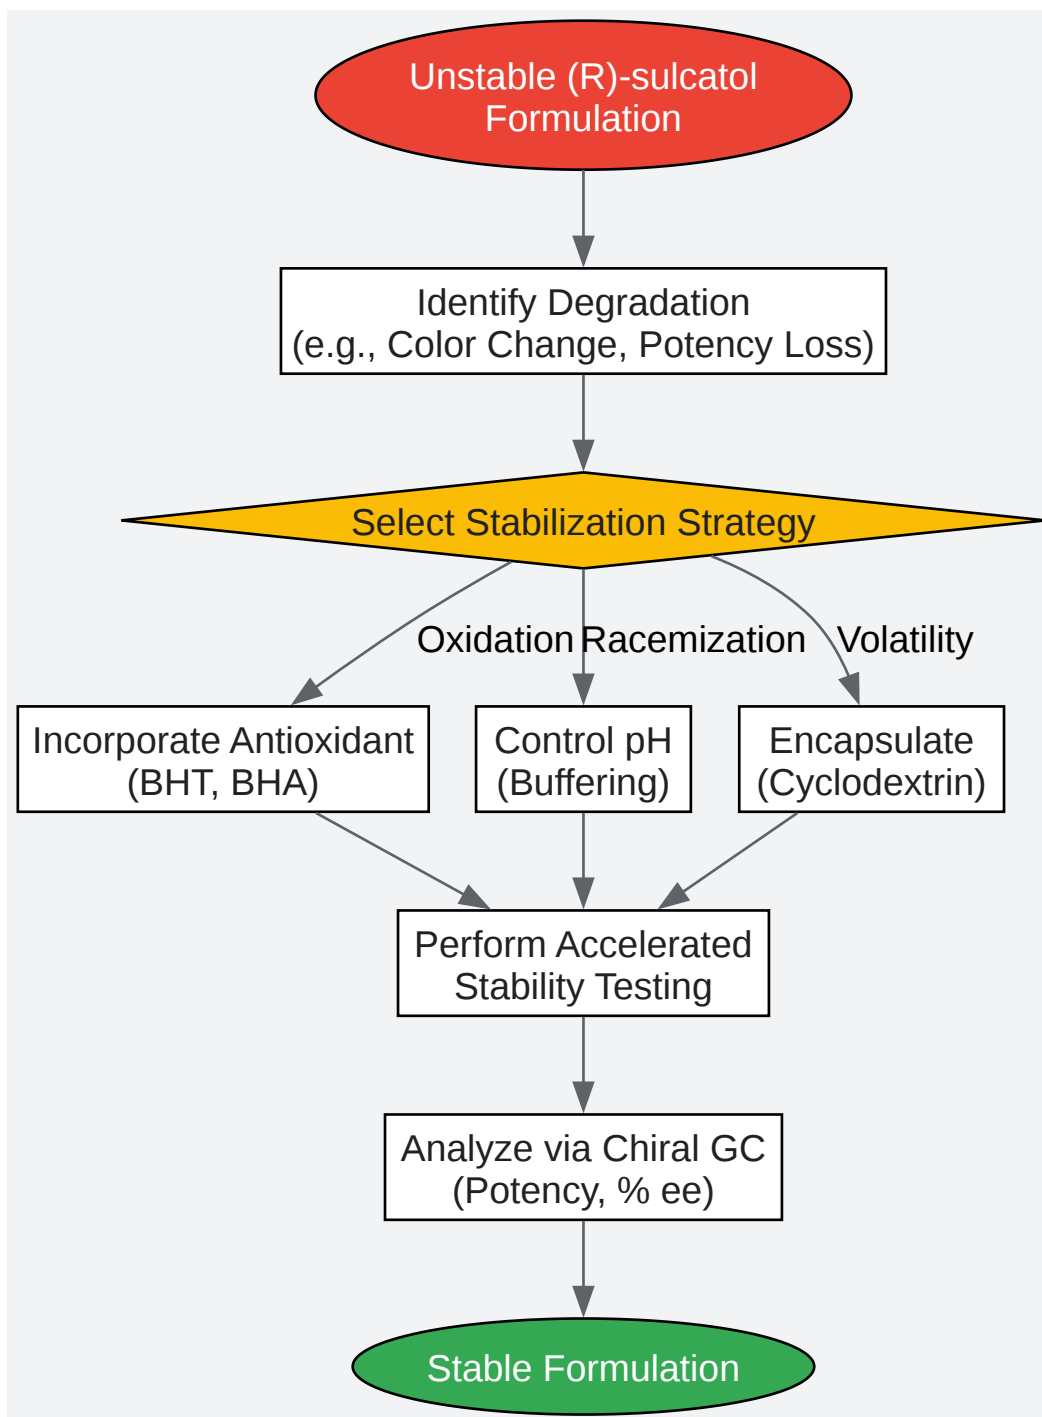 Unstable (R)-sulcatol
Formulation
Identify Degradation
(e.g., Color Change, Potency Loss)
Select Stabilization Strategy
Oxidation
Racemization
Volatility
Incorporate Antioxidant
(BHT, BHA)
Control pH
(Buffering)
Encapsulate
(Cyclodextrin)
Perform Accelerated
Stability Testing
Analyze via Chiral GC
(Potency, % ee)
Stable Formulation